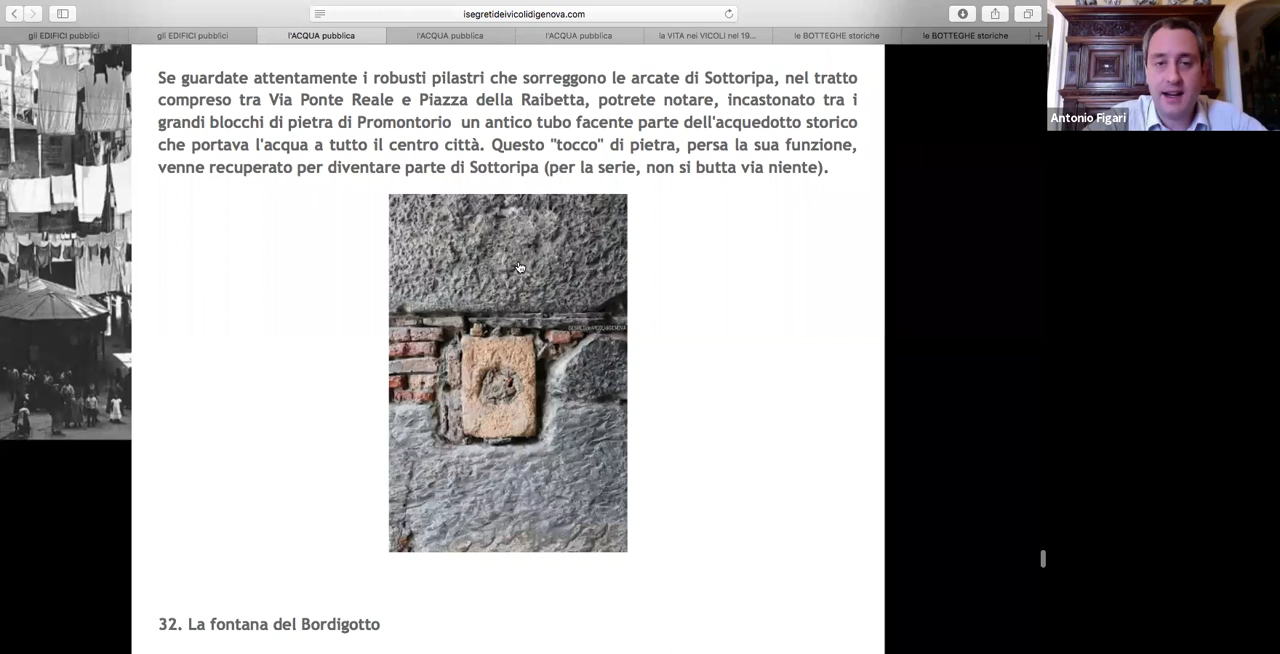 isegretideivicolidigenova.com
gli EDIFICI pubblici
gli EDIFICI pubblici
l'ACQUA pubblica
l'ACQUA pubblica
l'ACQUA pubblica
la VITA nei VICOLI nel 19...
le BOTTEGHE storiche
le BOTTEGHE storiche
Antonio Figari
Se guardate attentamente i robusti pilastri che sorreggono le arcate di Sottoripa, nel tratto
compreso tra Via Ponte Reale e Piazza della Raibetta, potrete notare, incastonato tra i
grandi blocchi di pietra di Promontorio un antico tubo facente parte dell'acquedotto storico
che portava l'acqua a tutto il centro città. Questo "tocco" di pietra, persa la sua funzione,
venne recuperato per diventare parte di Sottoripa (per la serie, non si butta via niente).
32. La fontana del Bordigotto